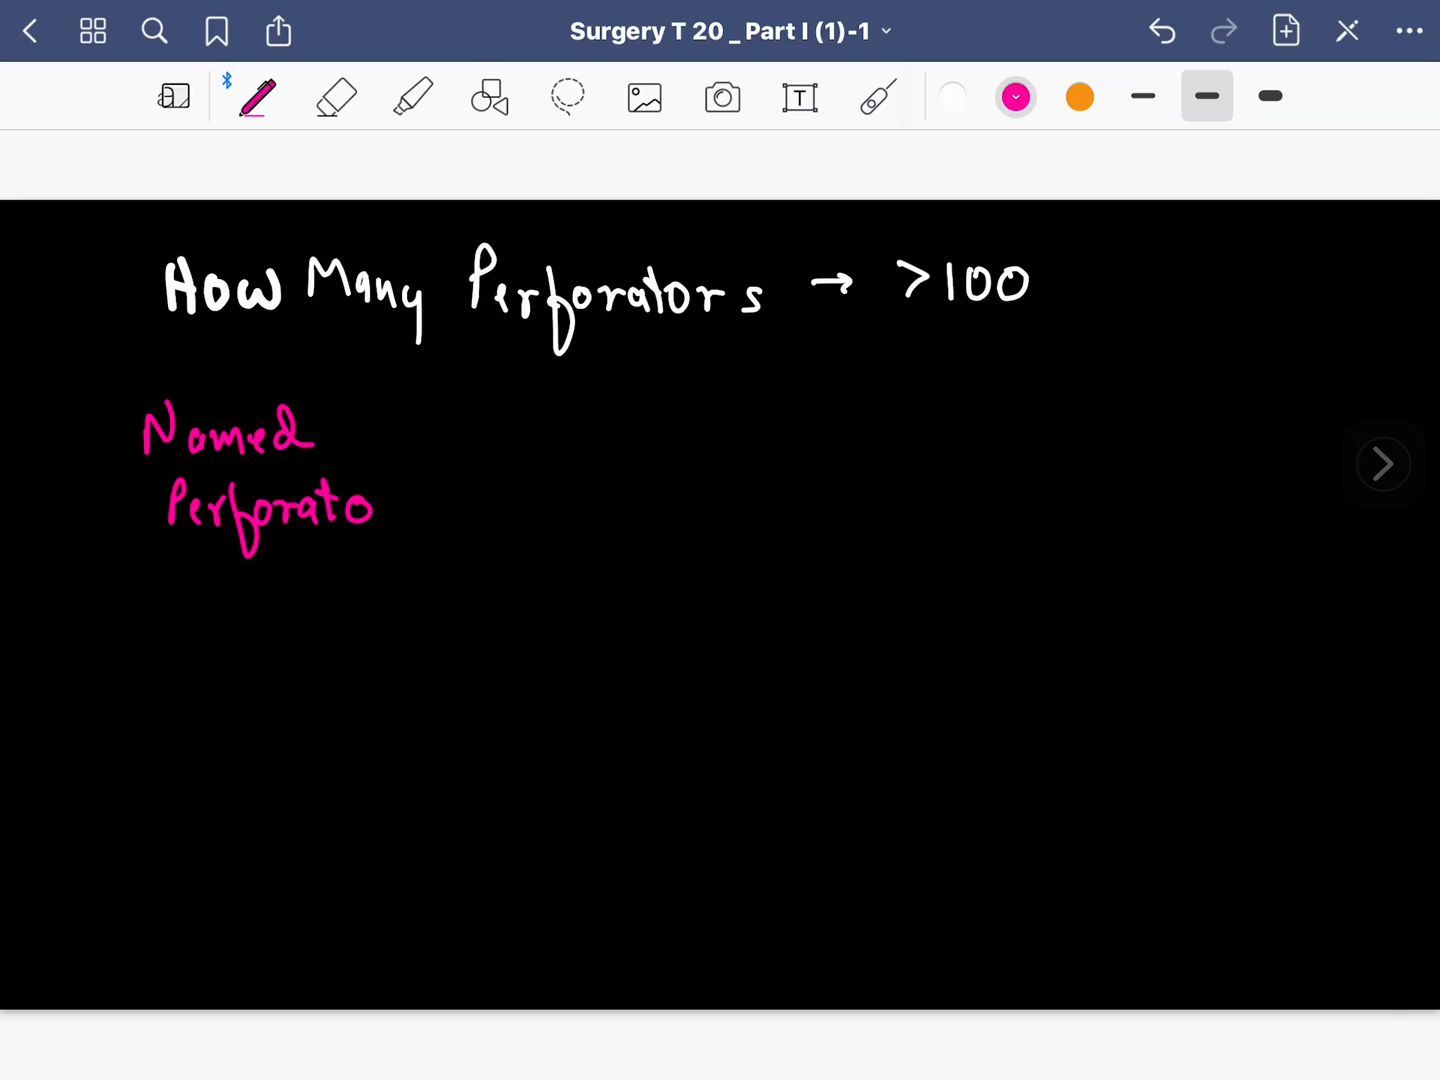 Surgery T 20 _ Part I (1)-1
T
How Many Perforators → >100
Named
Perforato